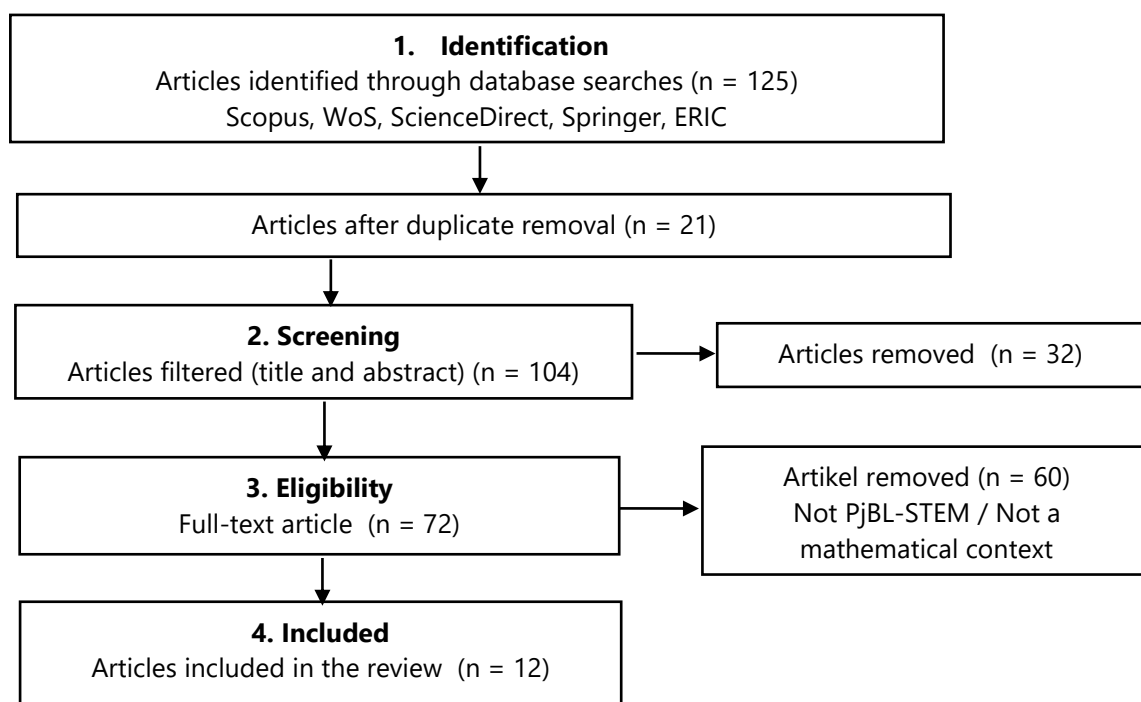 1. Identification
Articles identified through database searches (n = 125)
Scopus, WoS, ScienceDirect, Springer, ERIC
Articles after duplicate removal (n = 21)
2. Screening
Articles filtered (title and abstract) (n = 104)
Articles removed (n = 32)
3. Eligibility
Full-text article (n = 72)
Artikel removed (n = 60)
Not PjBL-STEM / Not a
mathematical context
4. Included
Articles included in the review (n = 12)